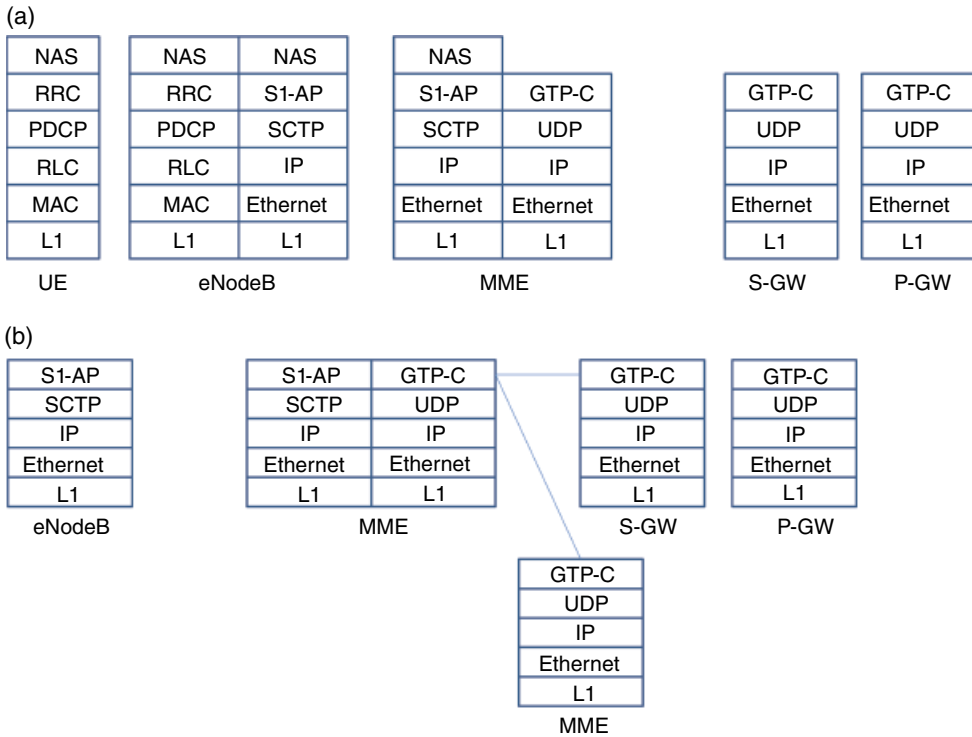 (a)
NAS NAS NAS NAS
RRC RRC S1-AP S1-AP GTP-C GTP-C GTP-C
PDCP PDCP SCTP SCTP UDP UDP UDP
RLC RLC IP IP IP IP IP
MAC MAC Ethernet Ethernet Ethernet Ethernet Ethernet
L1 L1 L1 L1 L1 L1 L1
UE eNodeB MME S-GW P-GW
(b)
S1-AP S1-AP GTP-C GTP-C GTP-C
SCTP SCTP UDP UDP UDP
IP IP IP IP IP
Ethernet Ethernet Ethernet Ethernet Ethernet
L1 L1 L1 L1 L1
eNodeB MME S-GW P-GW
GTP-C
UDP
IP
Ethernet
L1
MME